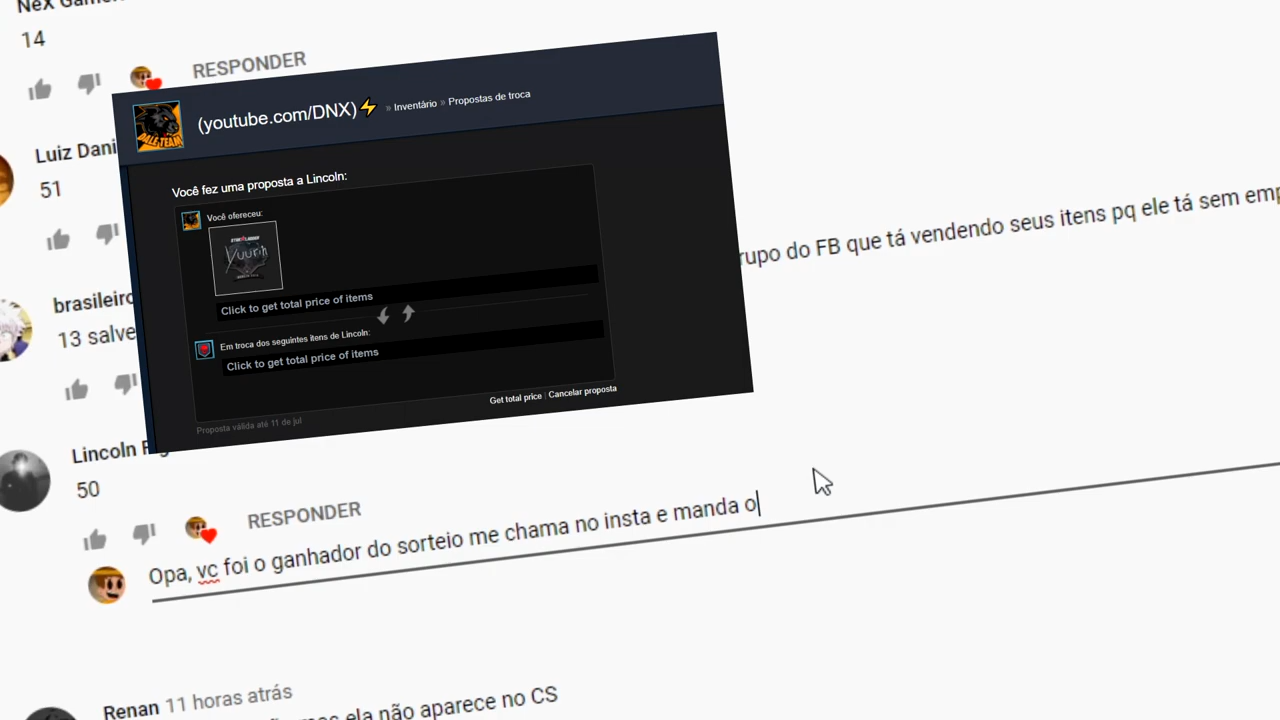 14
RESPONDER
(youtube.com/DNX)⚡ » Inventário » Propostas de troca
Luiz Dani
51
Você fez uma proposta a Lincoln:
Você ofereceu:
Click to get total price of items
Em troca dos seguintes itens de Lincoln:
Click to get total price of items
Get total price | Cancelar proposta
Proposta válida até 11 de jul
rupo do FB que tá vendendo seus itens pq ele tá sem emp
brasileiro
13 salve
Lincoln
50
RESPONDER
Opa, vc foi o ganhador do sorteio me chama no insta e manda o
Renan 11 horas atrás
ela não aparece no CS